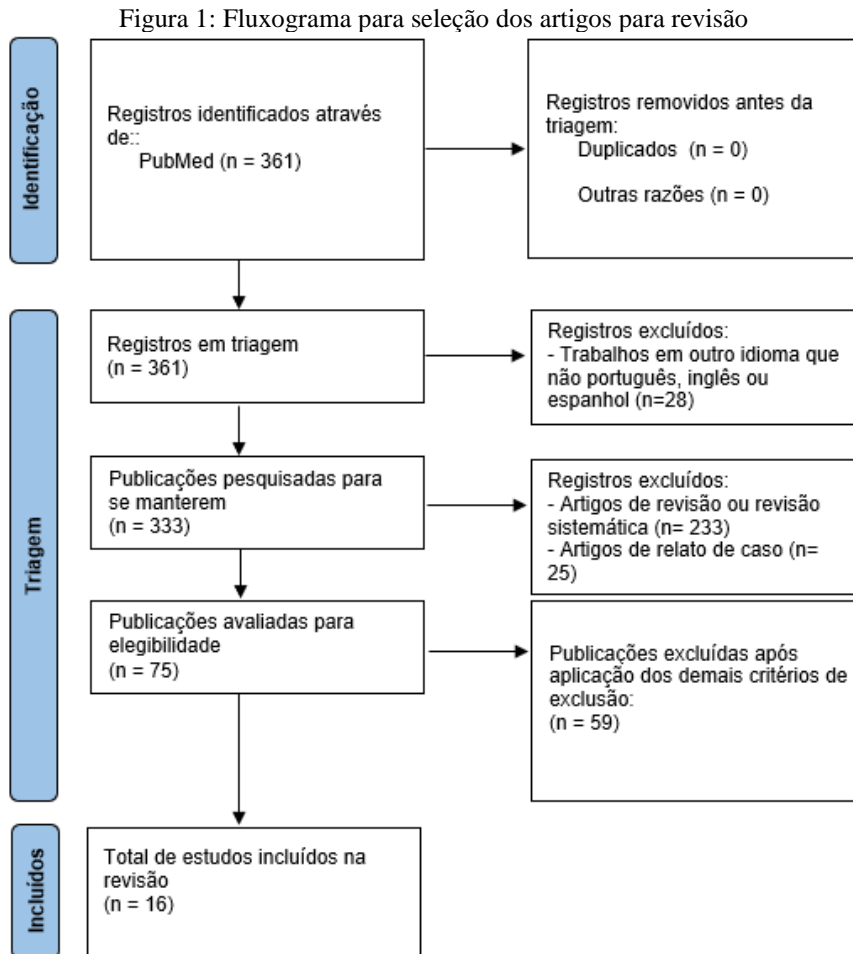 Figura 1: Fluxograma para seleção dos artigos para revisão
Identificação
Registros identificados através
de::
PubMed (n = 361)
Registros removidos antes da
triagem:
Duplicados (n = 0)
Outras razões (n = 0)
Triagem
Registros em triagem
(n = 361)
Registros excluídos:
- Trabalhos em outro idioma que
não português, inglês ou
espanhol (n=28)
Publicações pesquisadas para
se manterem
(n = 333)
Registros excluídos:
- Artigos de revisão ou revisão
sistemática (n= 233)
- Artigos de relato de caso (n=
25)
Publicações avaliadas para
elegibilidade
(n = 75)
Publicações excluídas após
aplicação dos demais critérios de
exclusão:
(n = 59)
Incluídos
Total de estudos incluídos na
revisão
(n = 16)